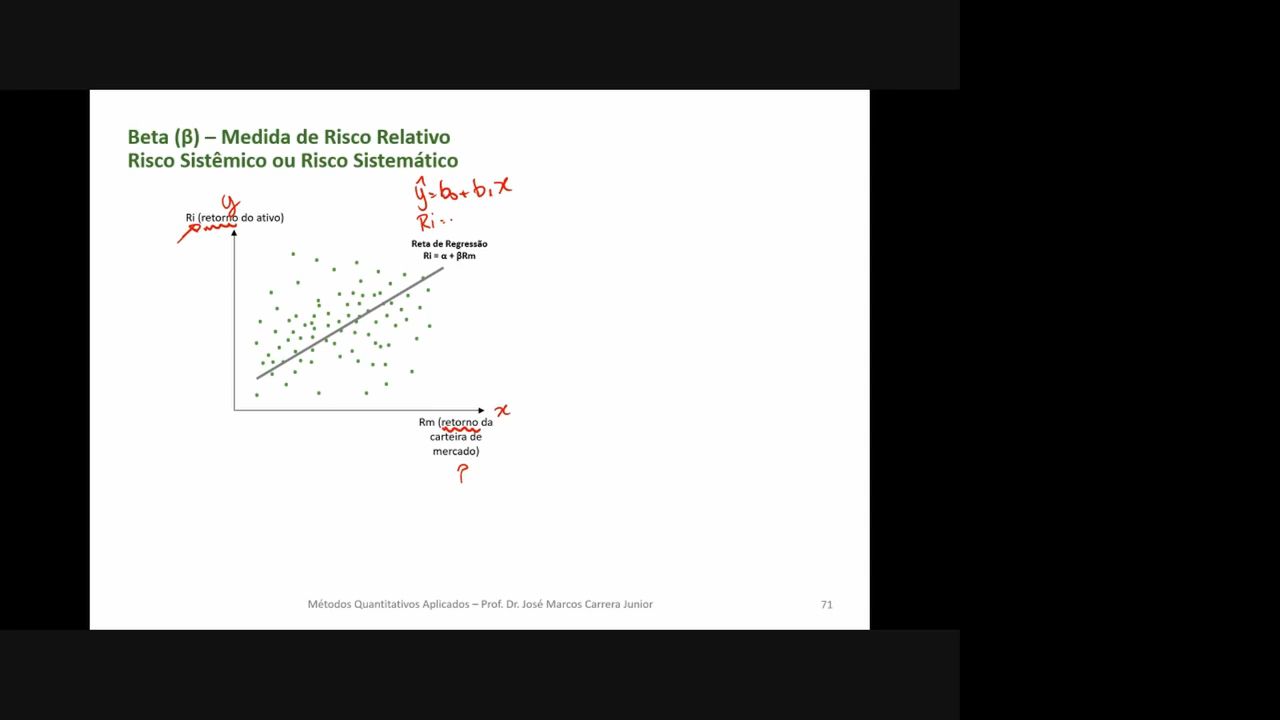 Beta (β) – Medida de Risco Relativo
Risco Sistêmico ou Risco Sistemático
ŷ = b₀ + b₁x
y
Ri (retorno do ativo)
Ri =
Reta de Regressão
Ri = α + βRm
x
Rm (retorno da
carteira de
mercado)
Métodos Quantitativos Aplicados – Prof. Dr. José Marcos Carrera Junior
71